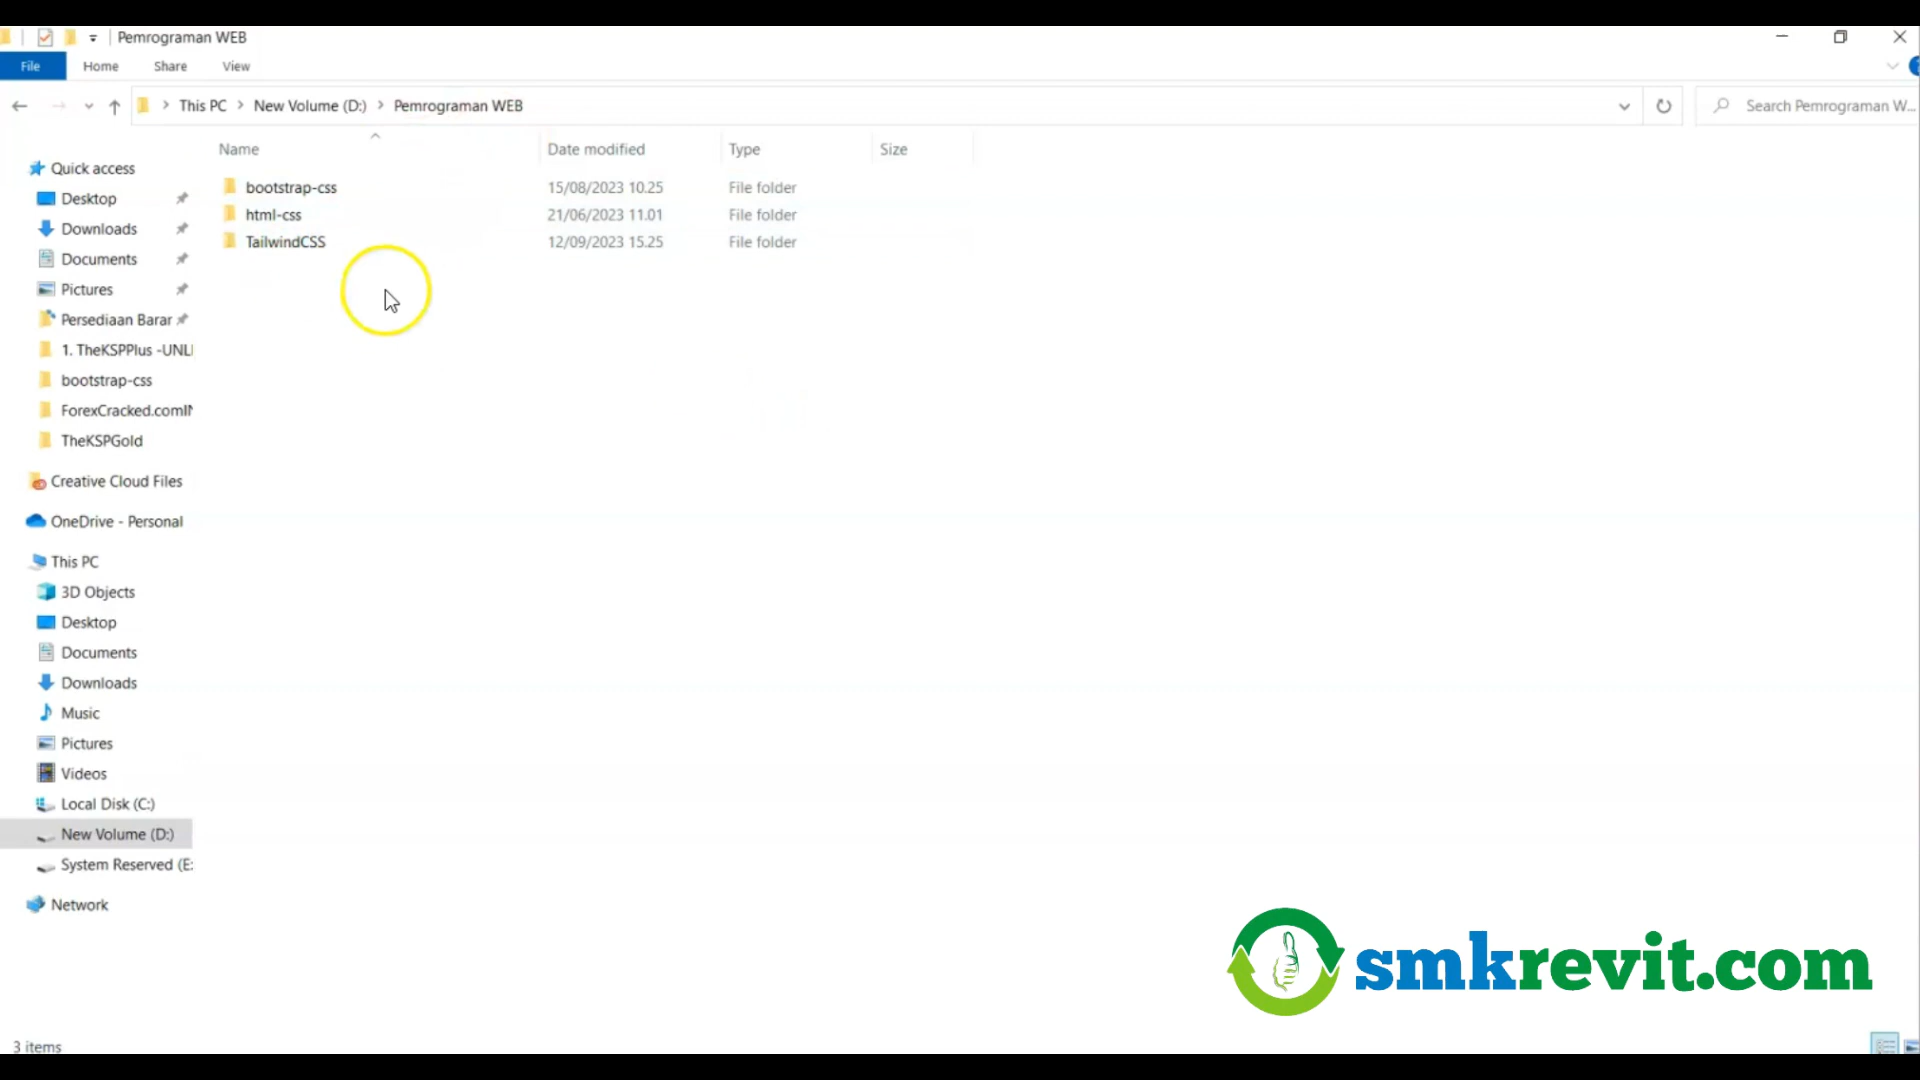 Pemrograman WEB
File Home Share View
This PC New Volume (D:) Pemrograman WEB
Search Pemrograman W...
Name Date modified Type Size
bootstrap-css 15/08/2023 10.25 File folder
html-css 21/06/2023 11.01 File folder
TailwindCSS 12/09/2023 15.25 File folder
Quick access
Desktop
Downloads
Documents
Pictures
Persediaan Barar
1. TheKSPPlus -UNLI
bootstrap-css
ForexCracked.comIN
TheKSPGold
Creative Cloud Files
OneDrive - Personal
This PC
3D Objects
Desktop
Documents
Downloads
Music
Pictures
Videos
Local Disk (C:)
New Volume (D:)
System Reserved (E:
Network
smkrevit.com
3 items